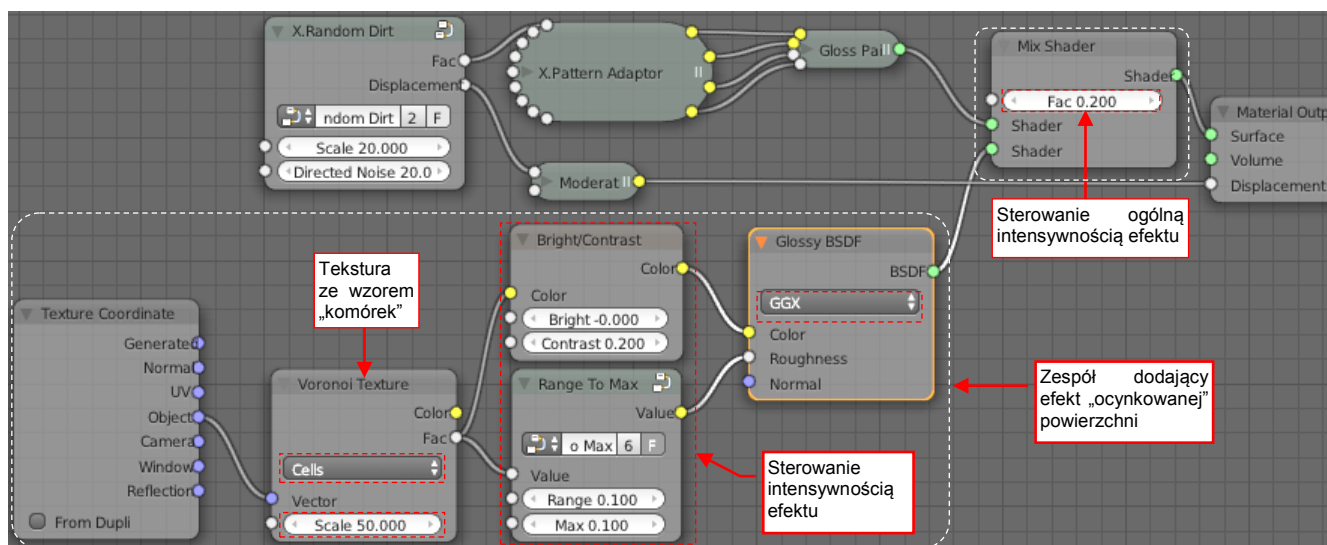 X.Random Dirt
Fac
Displacement
ndom Dirt 2 F
Scale 20.000
Directed Noise 20.0
X.Pattern Adaptor
Gloss Pai
Moderat
Mix Shader
Shader
Fac 0.200
Shader
Shader
Material Outp
Surface
Volume
Displacement
Sterowanie ogólną
intensywnością efektu
Bright/Contrast
Color
Color
Bright -0.000
Contrast 0.200
Glossy BSDF
BSDF
GGX
Color
Roughness
Normal
Tekstura
ze wzorem
„komórek”
Texture Coordinate
Generated
Normal
UV
Object
Camera
Window
Reflection
From Dupli
Voronoi Texture
Color
Fac
Cells
Vector
Scale 50.000
Range To Max
Value
o Max 6 F
Value
Range 0.100
Max 0.100
Sterowanie
intensywnością
efektu
Zespół dodający
efekt „ocynkowanej”
powierzchni